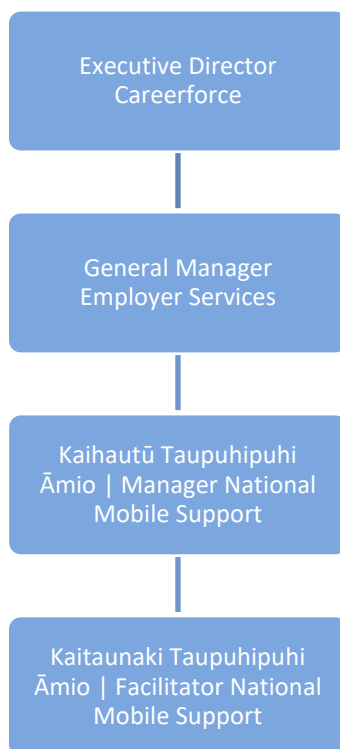 Executive Director
Careerforce
General Manager
Employer Services
Kaihautū Taupuhipuhi
Āmio | Manager National
Mobile Support
Kaitaunaki Taupuhipuhi
Āmio | Facilitator National
Mobile Support